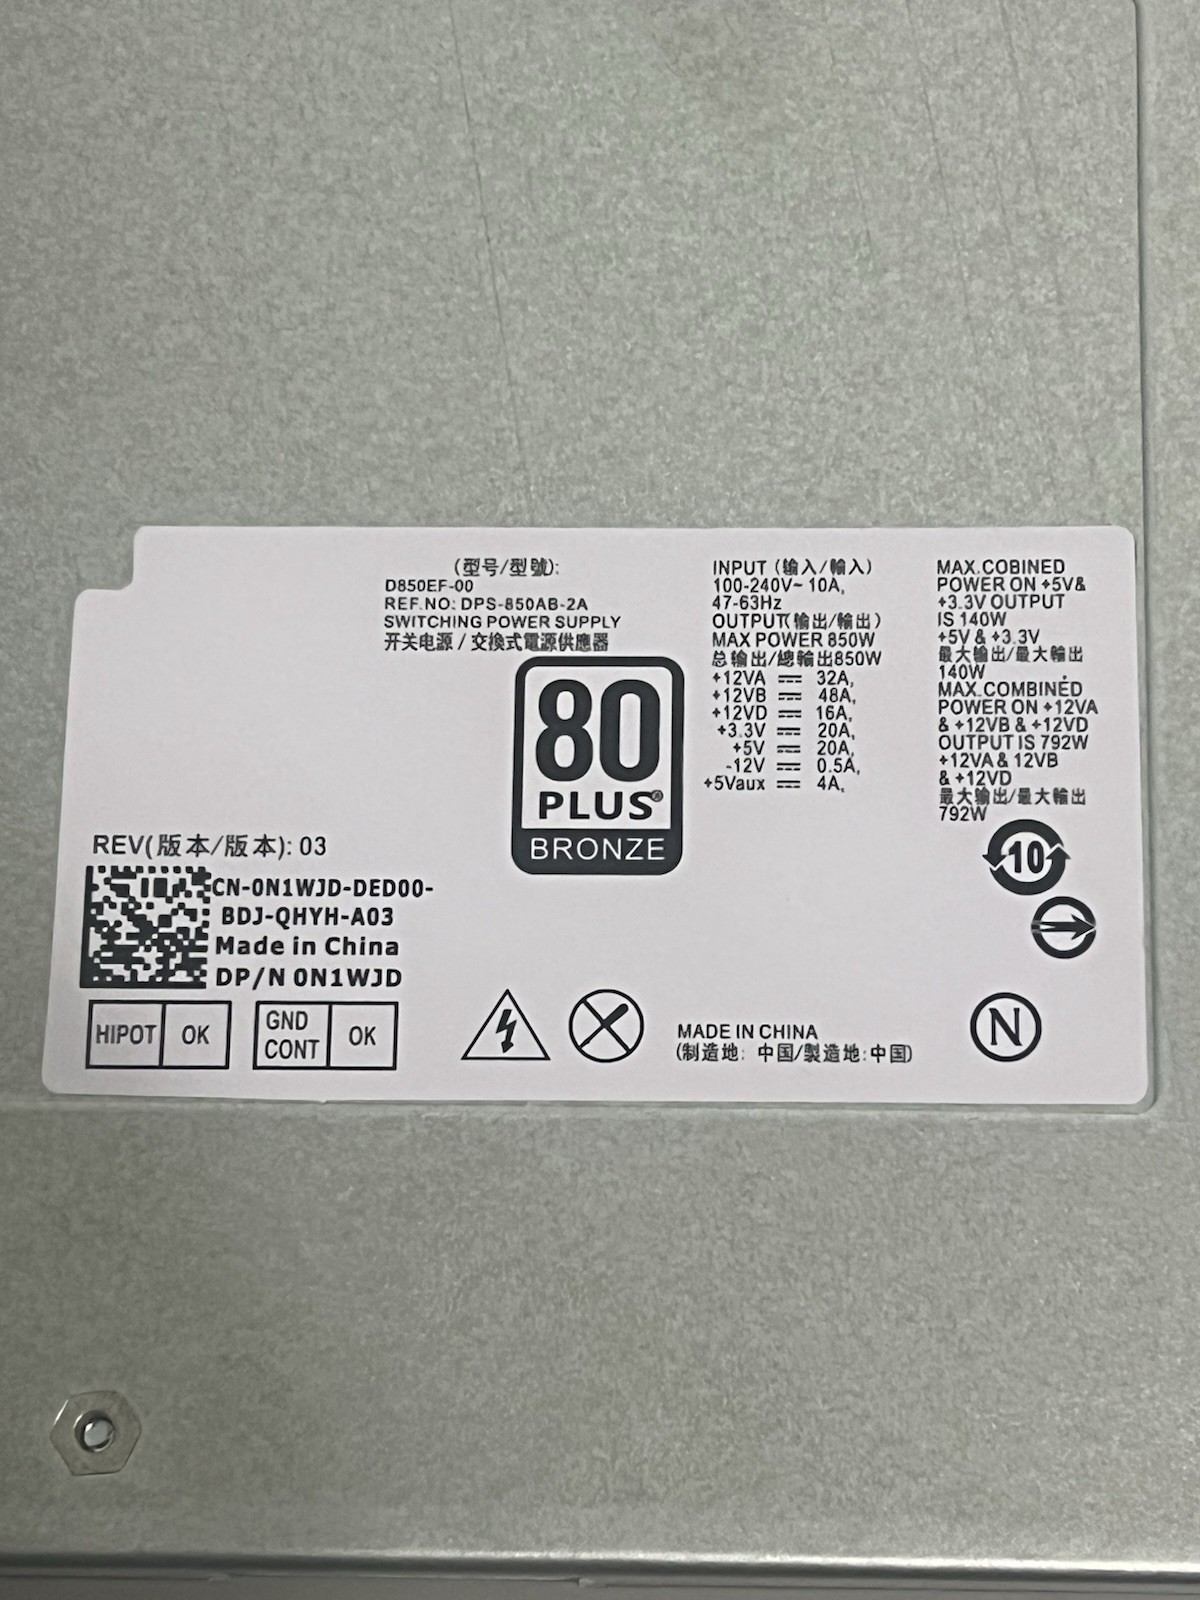 (型号/型號):
D850EF-00
REF.NO: DPS-850AB-2A
SWITCHING POWER SUPPLY
开关电源 / 交換式電源供應器
80
PLUS®
BRONZE
INPUT (输入/輸入)
100-240V~ 10A,
47-63Hz
OUTPUT(输出/輸出)
MAX POWER 850W
总输出/總輸出850W
+12VA ⎓ 32A,
+12VB ⎓ 48A,
+12VD ⎓ 16A,
+3.3V ⎓ 20A,
+5V ⎓ 20A,
-12V ⎓ 0.5A,
+5Vaux ⎓ 4A,
MAX. COBINED
POWER ON +5V&
+3.3V OUTPUT
IS 140W
+5V & +3.3V
最大输出/最大輸出
140W
MAX.COMBINED
POWER ON +12VA
& +12VB & +12VD
OUTPUT IS 792W
+12VA& 12VB
& +12VD
最大输出/最大輸出
792W
10
REV(版本/版本): 03
CN-0N1WJD-DED00-
BDJ-QHYH-A03
Made in China
DP/N 0N1WJD
HIPOT OK
GND CONT OK
MADE IN CHINA
(制造地: 中国/製造地:中国)
N